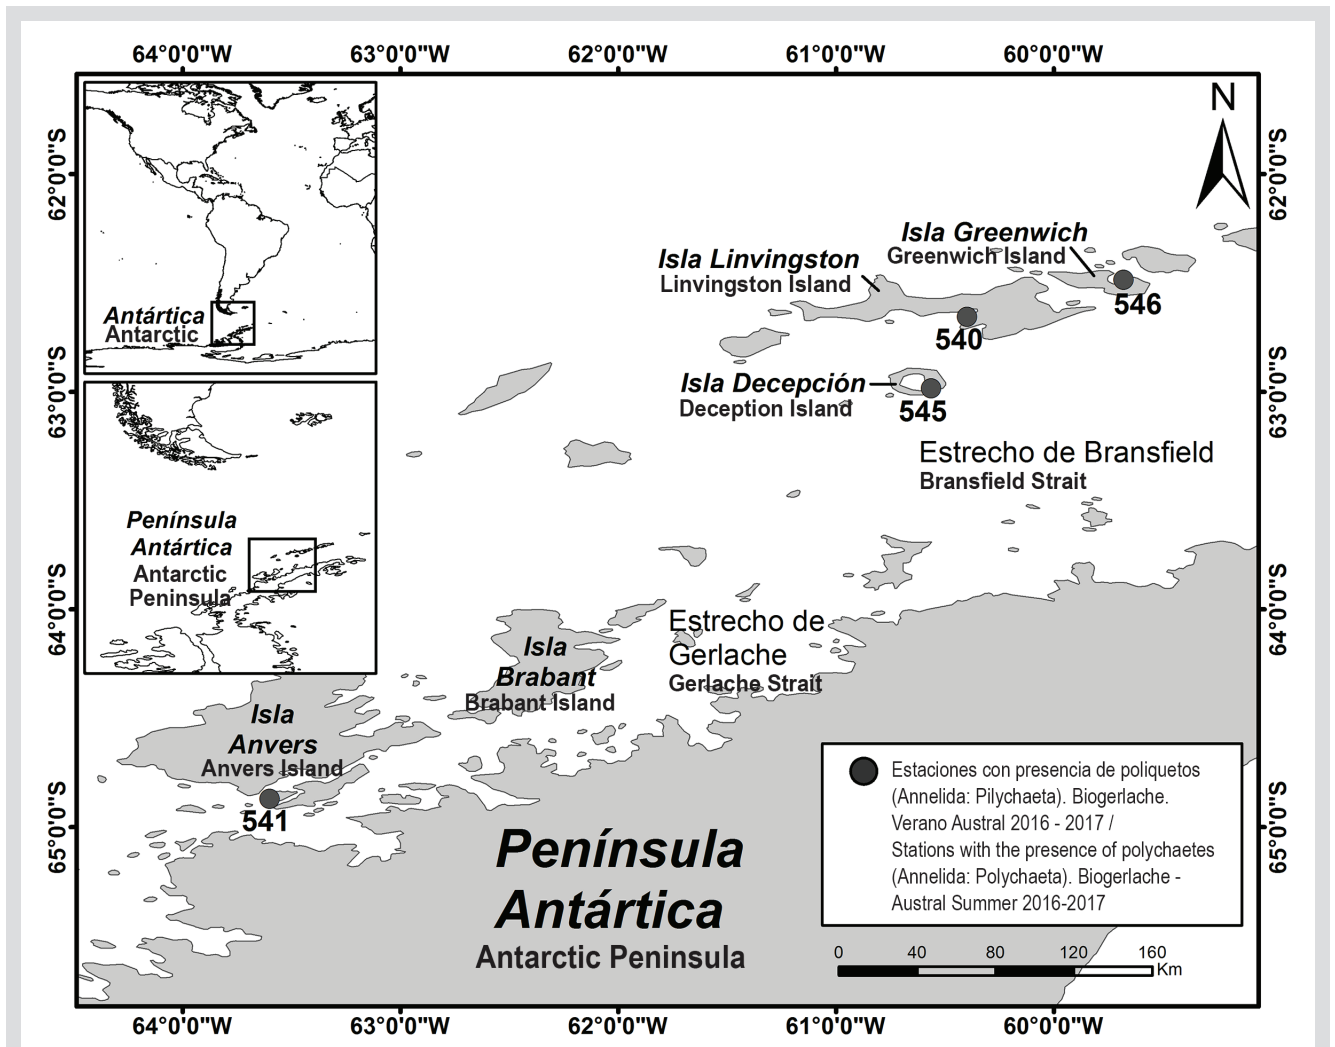 64°0'0"W 63°0'0"W 62°0'0"W 61°0'0"W 60°0'0"W
62°0'0"S
63°0'0"S
64°0'0"S
65°0'0"S
Antártica
Antarctic
Península
Antártica
Antarctic
Peninsula
N
Isla Greenwich
Greenwich Island
546
Isla Linvingston
Linvingston Island
540
Isla Decepción
Deception Island
545
Estrecho de Bransfield
Bransfield Strait
Estrecho de
Gerlache
Gerlache Strait
Isla
Brabant
Brabant Island
Isla
Anvers
Anvers Island
541
Península
Antártica
Antarctic Peninsula
Estaciones con presencia de poliquetos
(Annelida: Pilychaeta). Biogerlache.
Verano Austral 2016 - 2017 /
Stations with the presence of polychaetes
(Annelida: Polychaeta). Biogerlache -
Austral Summer 2016-2017
0 40 80 120 160
Km
62°0'0"S
63°0'0"S
64°0'0"S
65°0'0"S
64°0'0"W 63°0'0"W 62°0'0"W 61°0'0"W 60°0'0"W